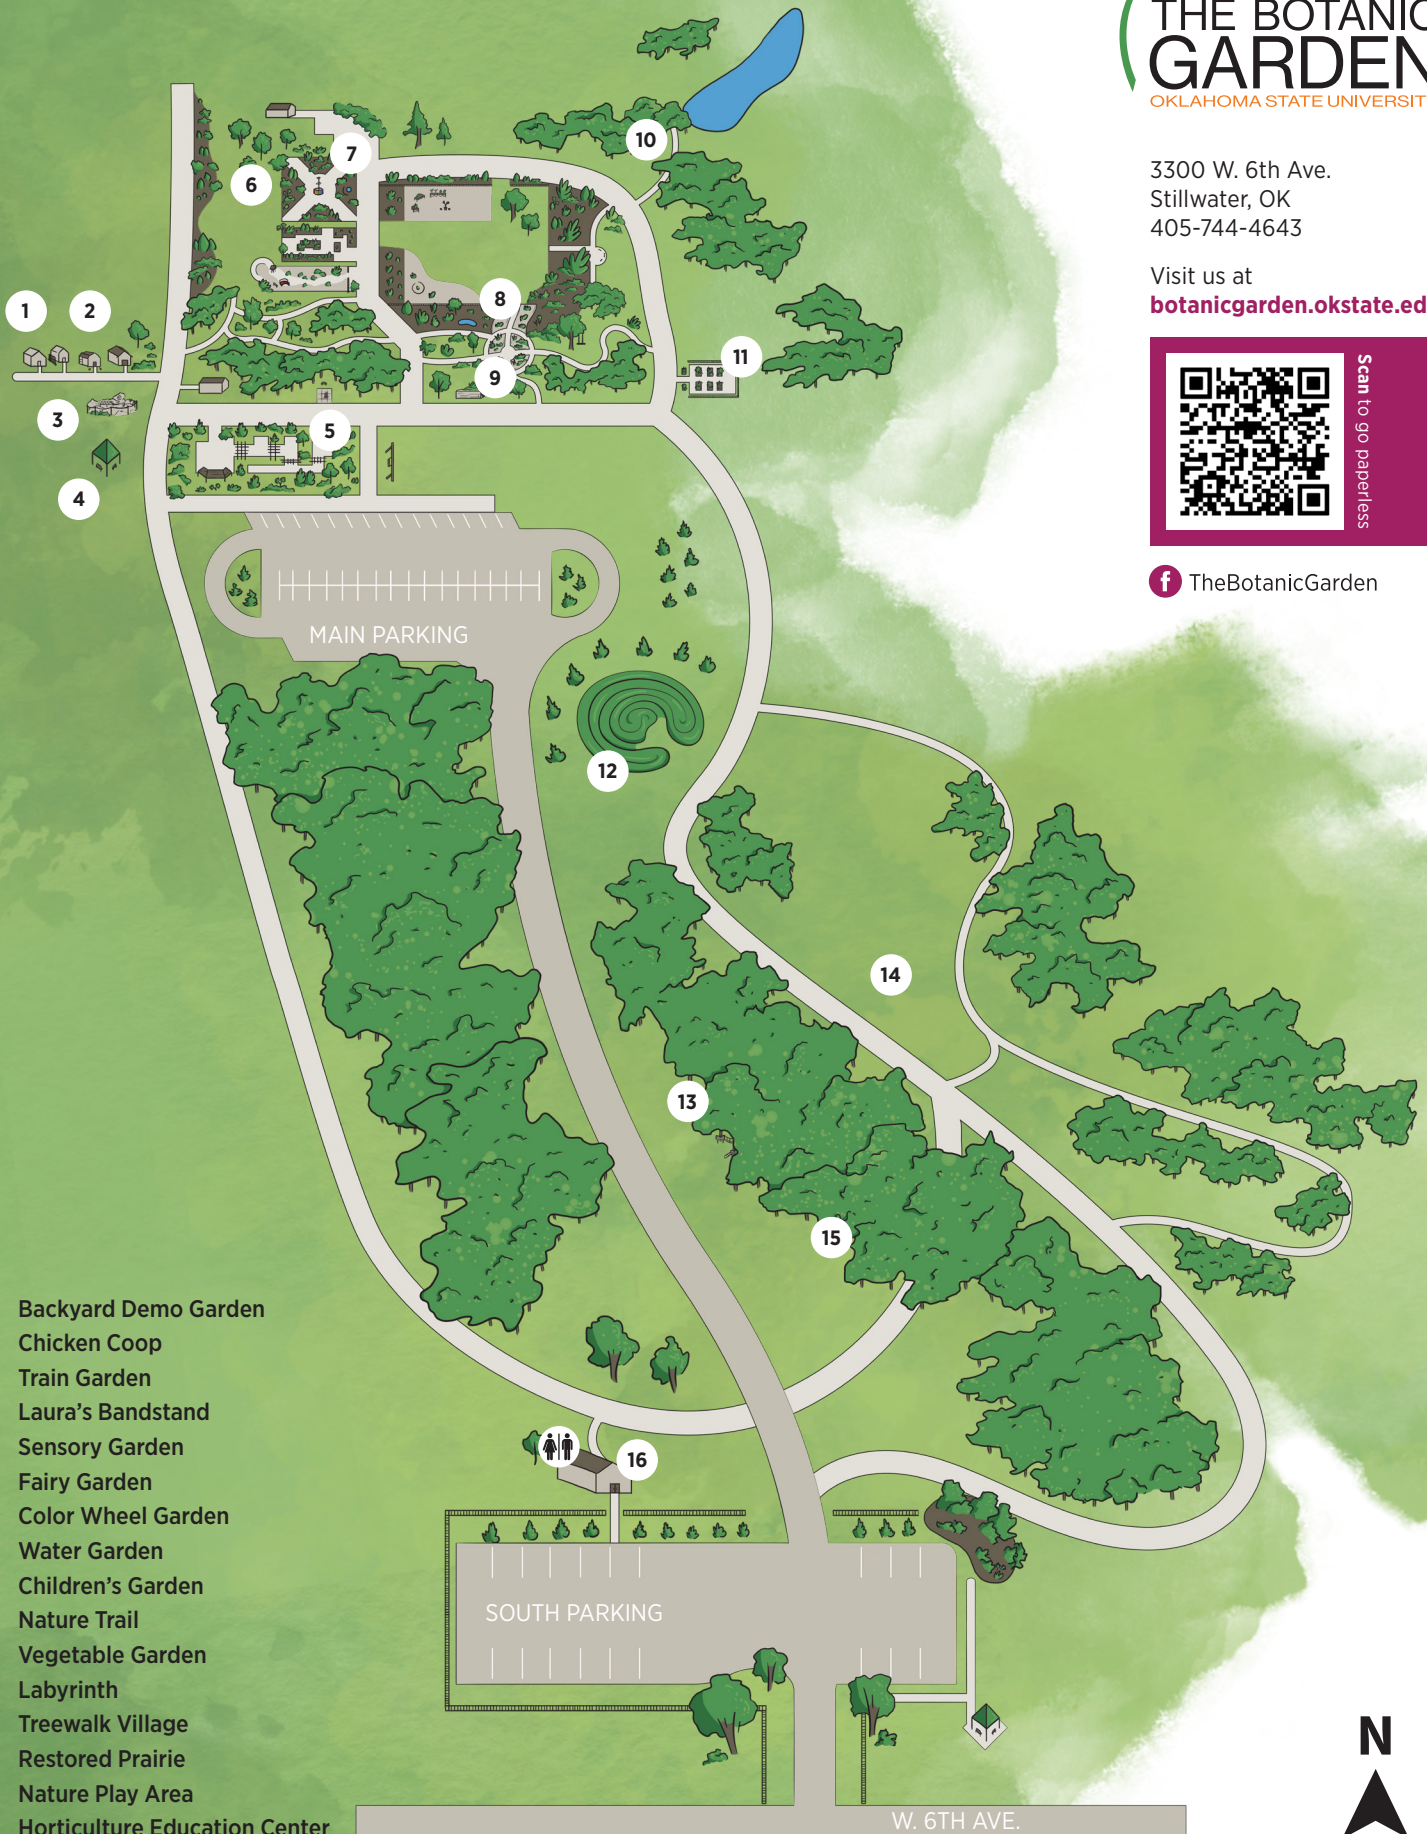 THE BOTANIC
GARDEN
OKLAHOMA STATE UNIVERSIT
3300 W. 6th Ave.
Stillwater, OK
405-744-4643
Visit us at
botanicgarden.okstate.ed
Scan to go paperless
f TheBotanicGarden
10
7
6
8
1
2
11
9
3
5
4
MAIN PARKING
12
14
13
15
16
SOUTH PARKING
W. 6TH AVE.
N
Backyard Demo Garden
Chicken Coop
Train Garden
Laura's Bandstand
Sensory Garden
Fairy Garden
Color Wheel Garden
Water Garden
Children's Garden
Nature Trail
Vegetable Garden
Labyrinth
Treewalk Village
Restored Prairie
Nature Play Area
Horticulture Education Center